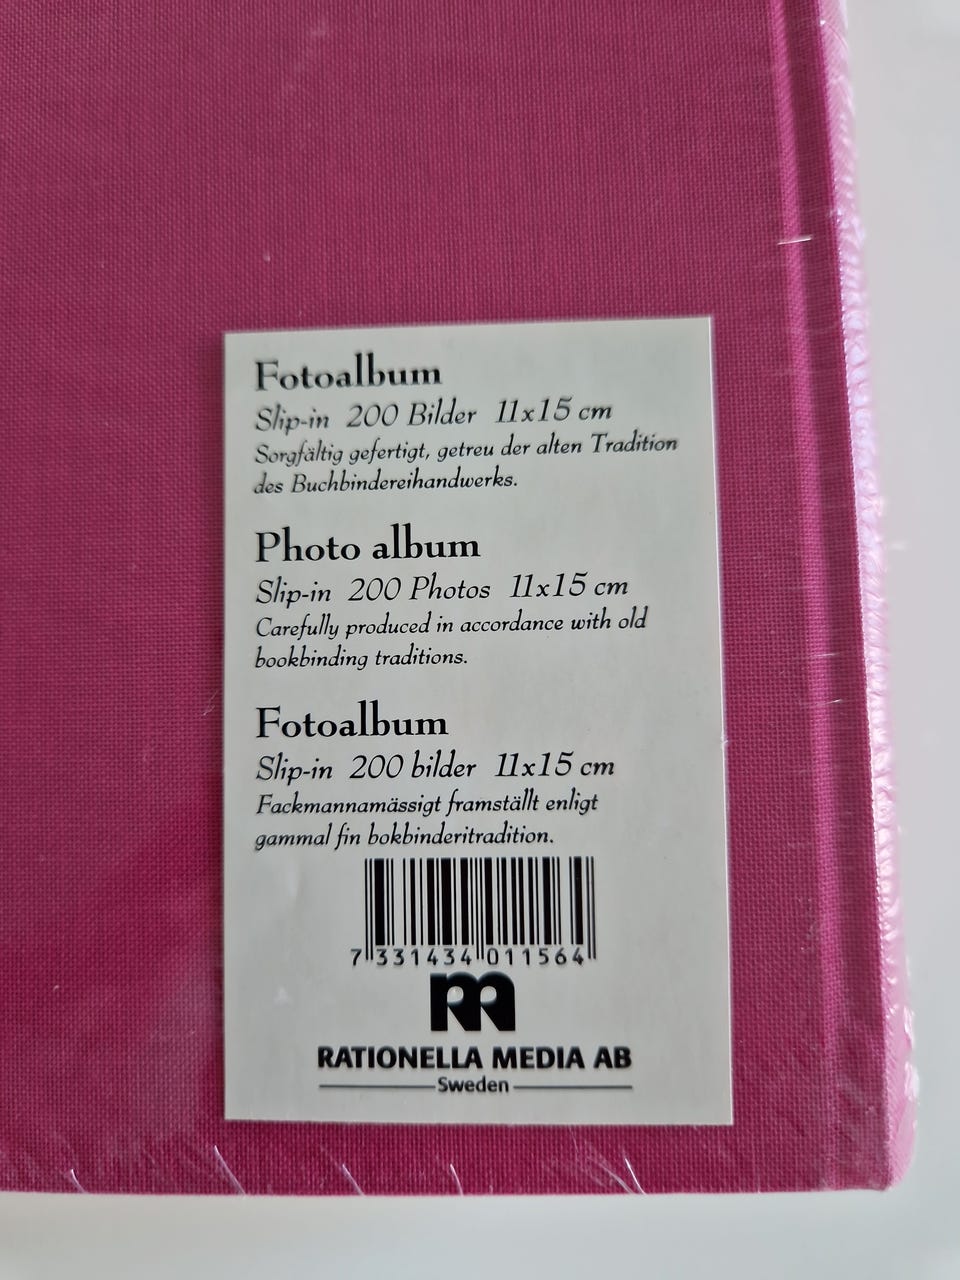 Fotoalbum
Slip-in 200 Bilder 11x15 cm
Sorgfältig gefertigt, getreu der alten Tradition
des Buchbindereihandwerks.
Photo album
Slip-in 200 Photos 11x15 cm
Carefully produced in accordance with old
bookbinding traditions.
Fotoalbum
Slip-in 200 bilder 11x15 cm
Fackmannamässigt framställt enligt
gammal fin bokbinderitradition.
7 331434 011564
RATIONELLA MEDIA AB
Sweden